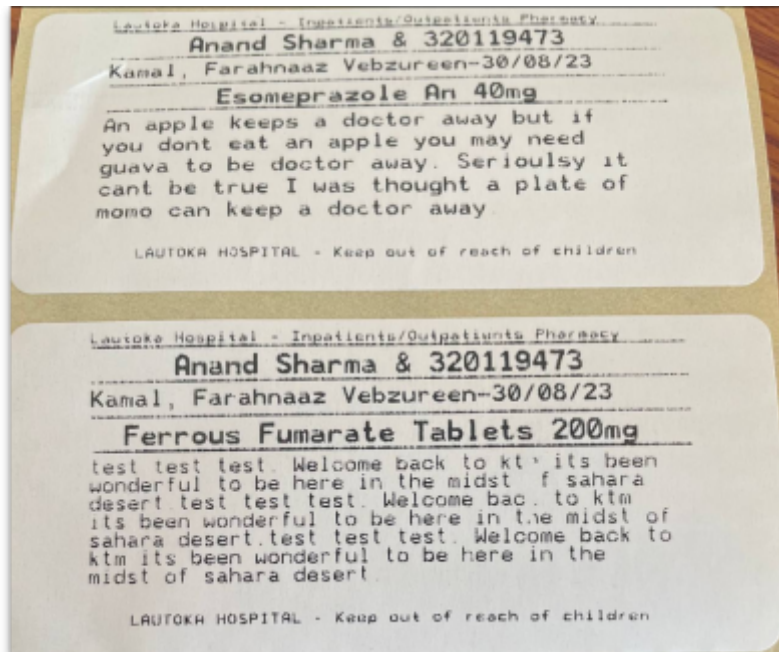 Lautoka Hospital - Inpatients/Outpatients Pharmacy
Anand Sharma & 320119473
Kamal, Farahnaaz Vebzureen-30/08/23
Esomeprazole An 40mg
An apple keeps a doctor away but if
you dont eat an apple you may need
guava to be doctor away. Serioulsy it
cant be true I was thought a plate of
momo can keep a doctor away
LAUTOKA HOSPITAL - Keep out of reach of children
Lautoka Hospital - Inpatients/Outpatients Pharmacy
Anand Sharma & 320119473
Kamal, Farahnaaz Vebzureen-30/08/23
Ferrous Fumarate Tablets 200mg
test test test. Welcome back to its been
wonderful to be here in the midst sahara
desert.test test test. Welcome to ktm
its been wonderful to be here in the midst of
sahara desert.test test test. Welcome back to
ktm its been wonderful to be here in the
midst of sahara desert.
LAUTOKA HOSPITAL - Keep out of reach of children